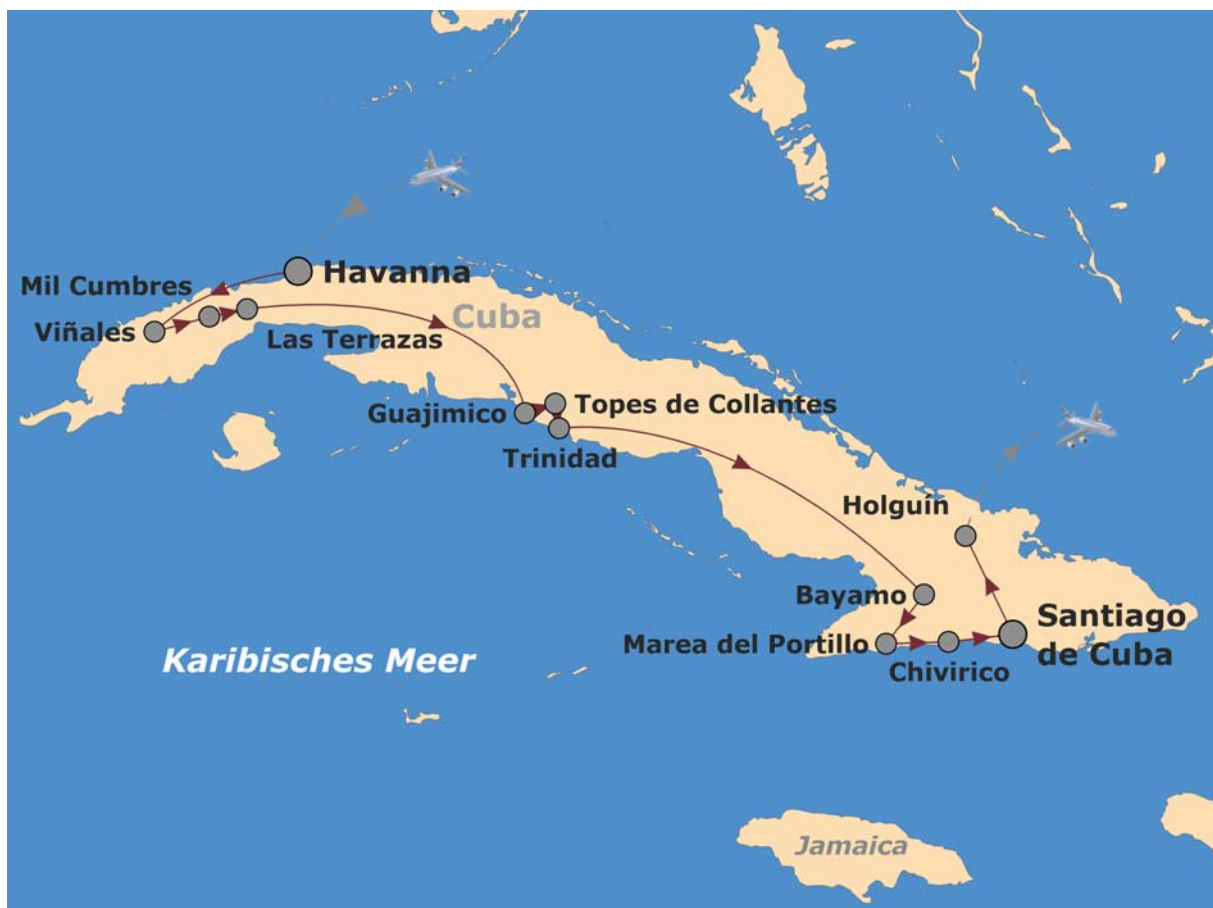 Havanna
Mil Cumbres
Cuba
Viñales
Las Terrazas
Guajimico
Topes de Collantes
Trinidad
Holguín
Bayamo
Santiago
de Cuba
Marea del Portillo
Chivirico
Karibisches Meer
Jamaica